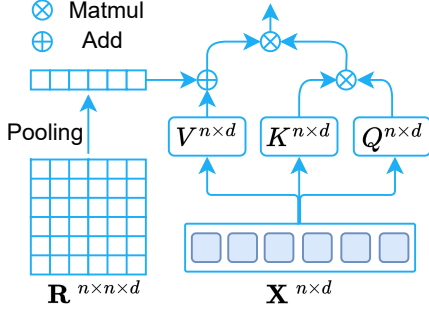 Matmul
Add
Pooling
V^{n×d}
K^{n×d}
Q^{n×d}
R^{n×n×d}
X^{n×d}